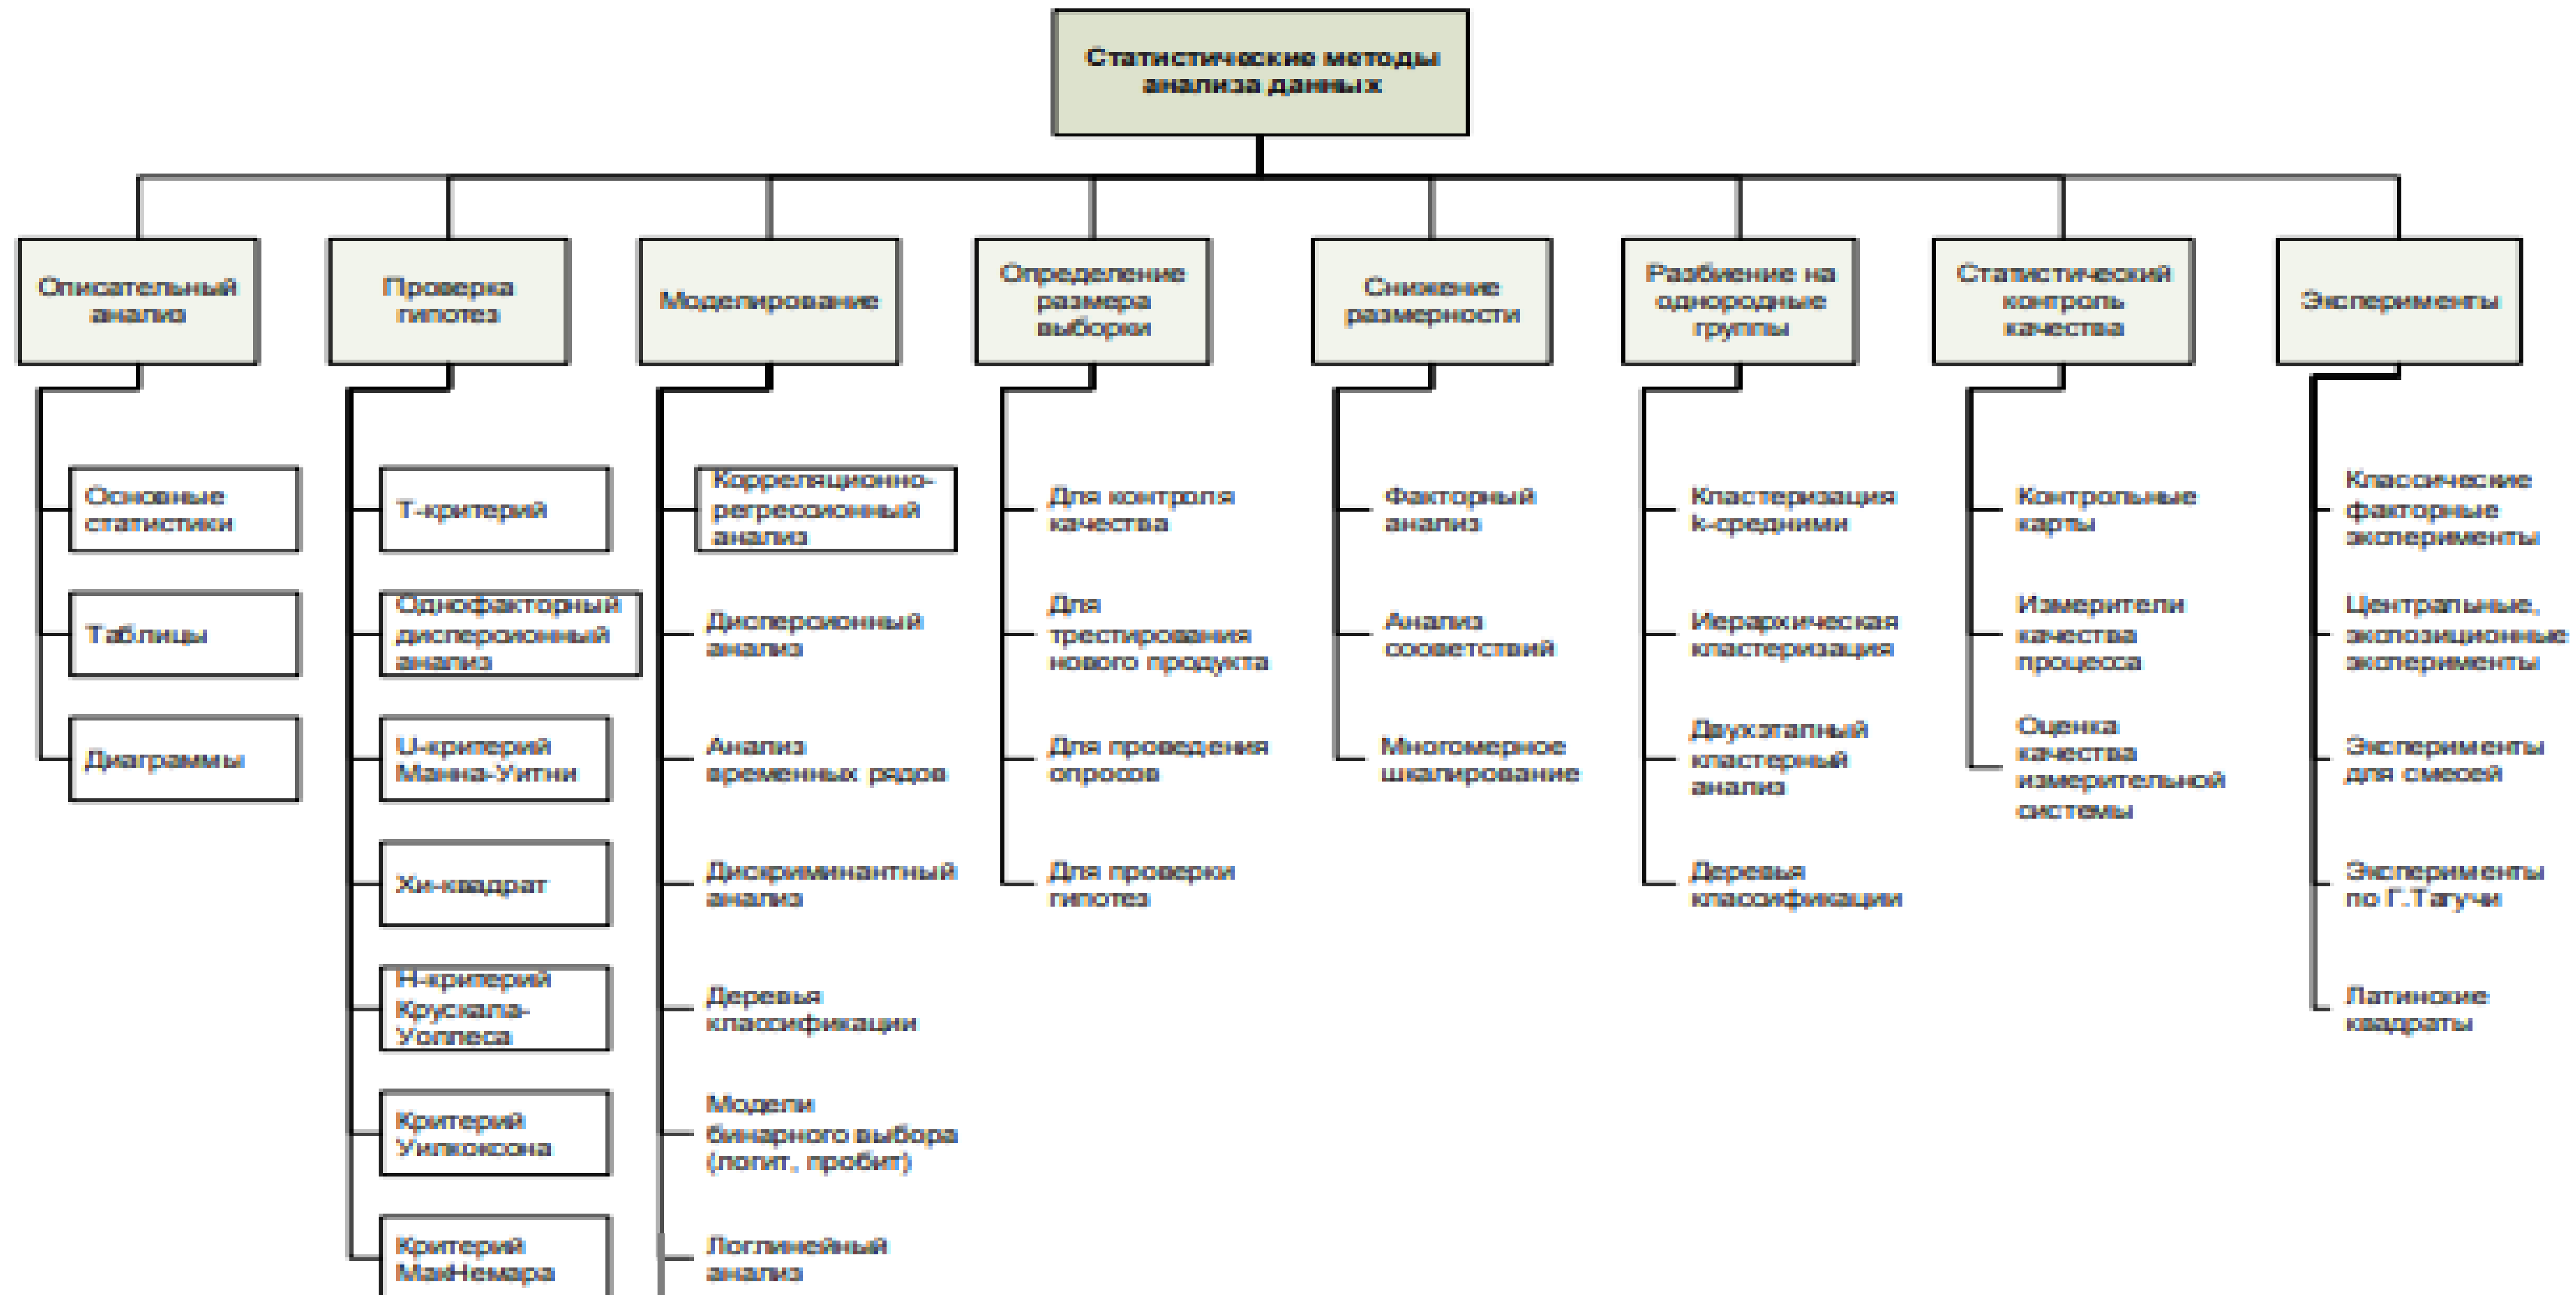 Статистические методы
анализа данных
Описательный
анализ
Проверка
гипотез
Моделирование
Определение
размера
выборки
Снижение
размерности
Разбиение на
однородные
группы
Статистический
контроль
качества
Эксперименты
Основные
статистики
Таблицы
Диаграммы
Т-критерий
Однофакторный
дисперсионный
анализ
U-критерий
Манна-Уитни
Хи-квадрат
Н-критерий
Крускала-
Уоллеса
Критерий
Уилкоксона
Критерий
МакНемара
Корреляционно-
регрессионный
анализ
Дисперсионный
анализ
Анализ
временных рядов
Дискриминантный
анализ
Деревья
классификации
Модели
бинарного выбора
(логит, пробит)
Логлинейный
анализ
Для контроля
качества
Для
трестирования
нового продукта
Для проведения
опросов
Для проверки
гипотез
Факторный
анализ
Анализ
сооветствий
Многомерное
шкалирование
Кластеризация
k-средними
Иерархическая
кластеризация
Двухэтапный
кластерный
анализ
Деревья
классификации
Контрольные
карты
Измерители
качества
процесса
Оценка
качества
измерительной
системы
Классические
факторные
эксперименты
Центральные,
экспозиционные
эксперименты
Эксперименты
для смесей
Эксперименты
по Г.Тагучи
Латинские
квадраты